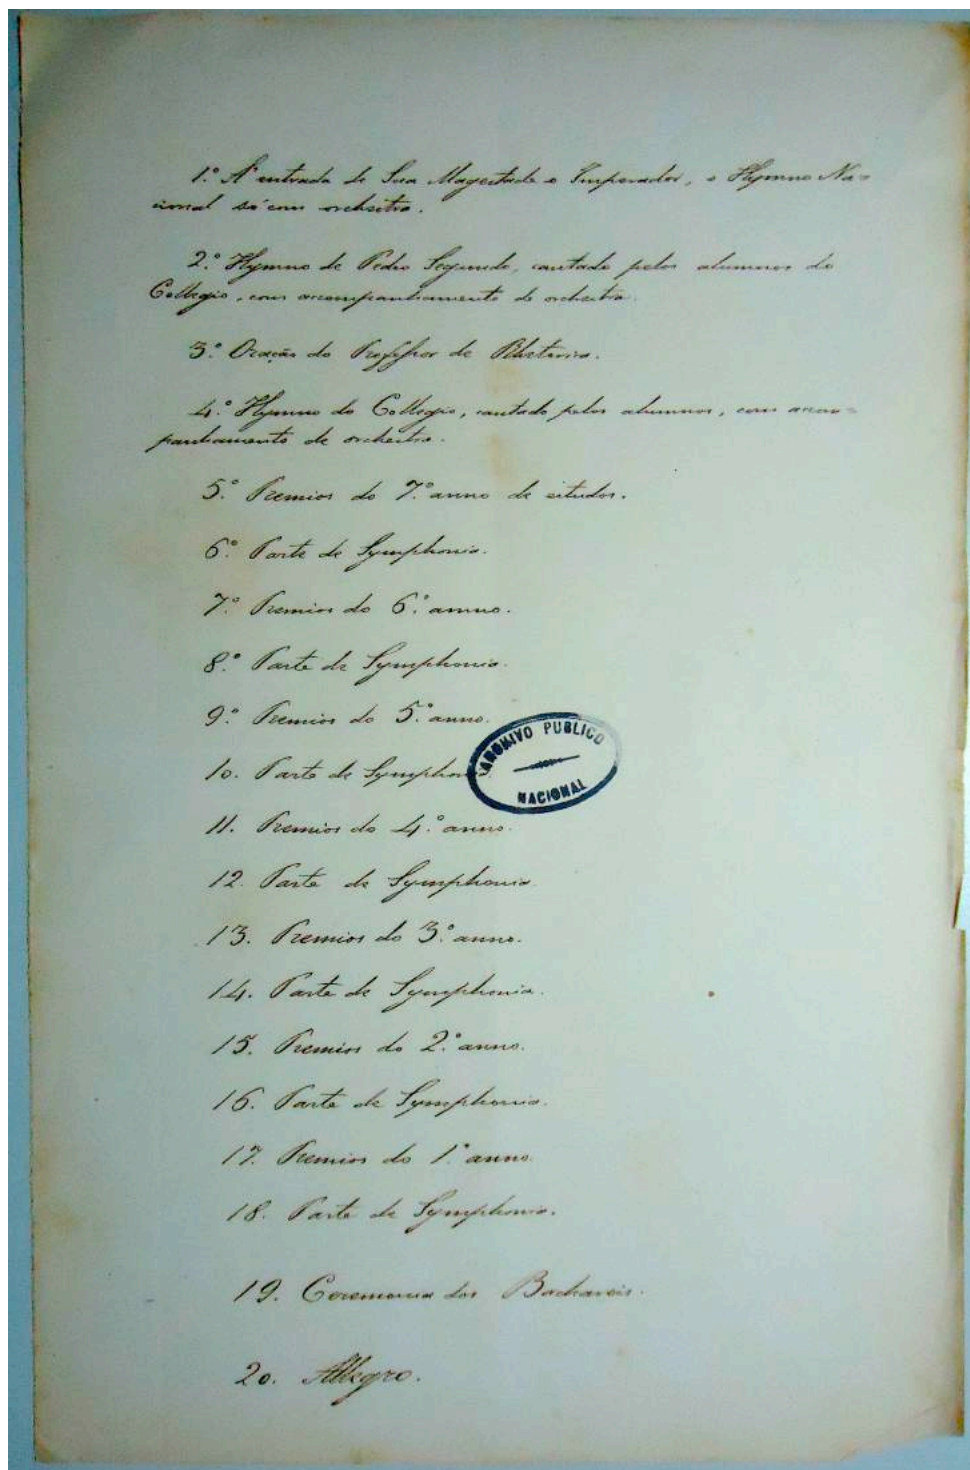 1.º A' entrada de Sua Magestade o Imperador, o Hymno Na-
cional só com orchestra.
2.º Hymno de Pedro Segundo, cantado pelos alumnos do
Collegio, com acompanhamento de orchestra.
3.º Oração do Professor de Rhetorica.
4.º Hymno do Collegio, cantado pelos alumnos, com acom-
panhamento de orchestra.
5.º Premios do 7.º anno de estudos.
6.º Parte de Symphonia.
7.º Premios do 6.º anno.
8.º Parte de Symphonia.
9.º Premios do 5.º anno.
10. Parte de Symphonia
ARCHIVO PUBLICO
NACIONAL
11. Premios do 4.º anno.
12. Parte de Symphonia
13. Premios do 3.º anno.
14. Parte de Symphonia.
15. Premios do 2.º anno.
16. Parte de Symphonia.
17. Premios do 1.º anno.
18. Parte de Symphonia.
19. Ceremonia dos Bachareis.
20. Allegro.